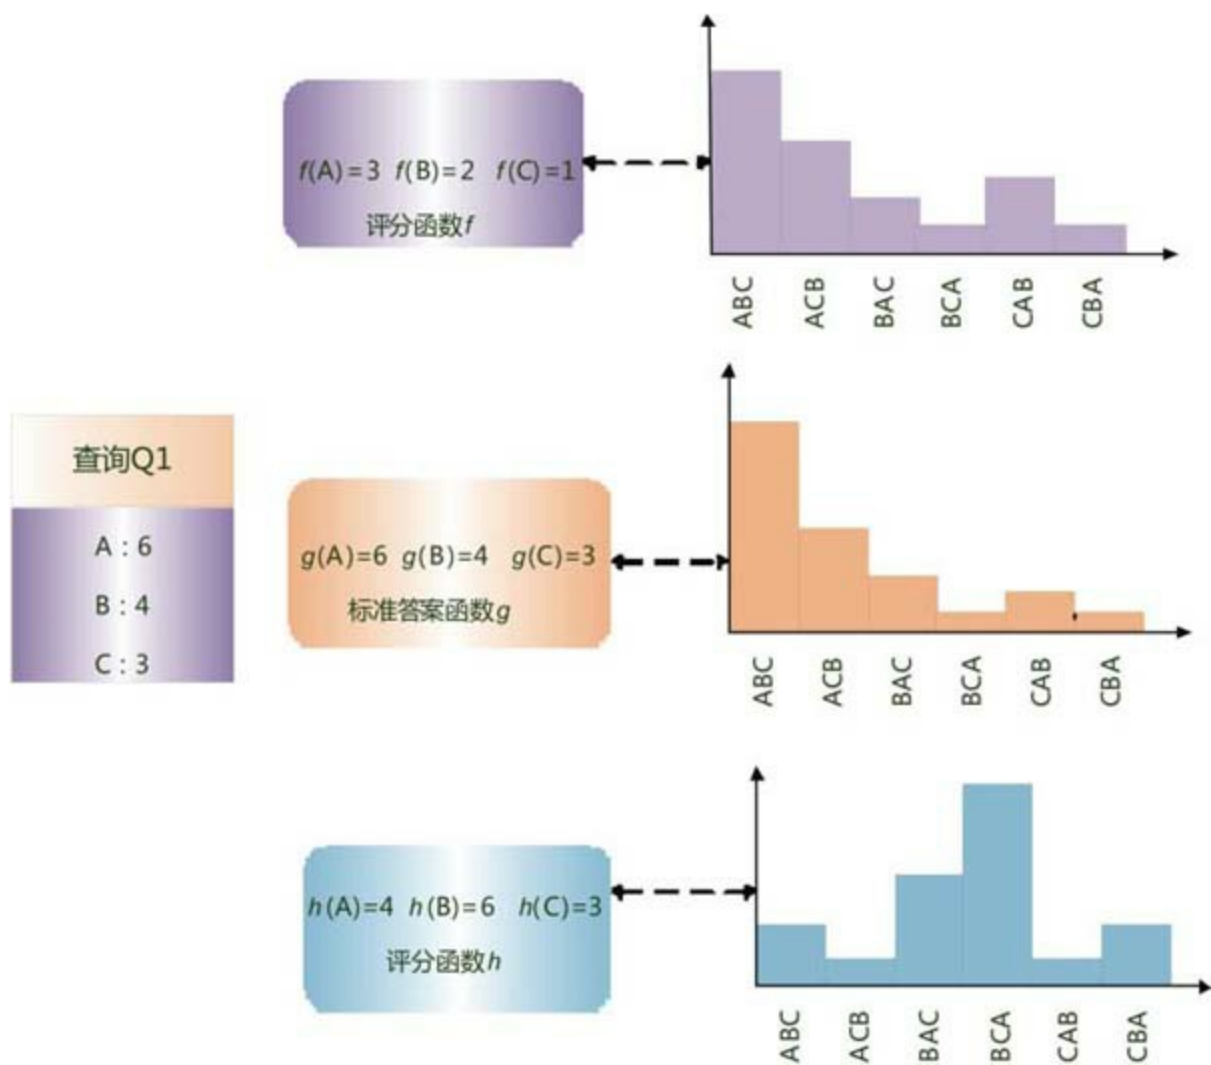 f(A)=3 f(B)=2 f(C)=1
评分函数f
ABC
ACB
BAC
BCA
CAB
CBA
查询Q1
A : 6
B : 4
C : 3
g(A)=6 g(B)=4 g(C)=3
标准答案函数g
ABC
ACB
BAC
BCA
CAB
CBA
h(A)=4 h(B)=6 h(C)=3
评分函数h
ABC
ACB
BAC
BCA
CAB
CBA